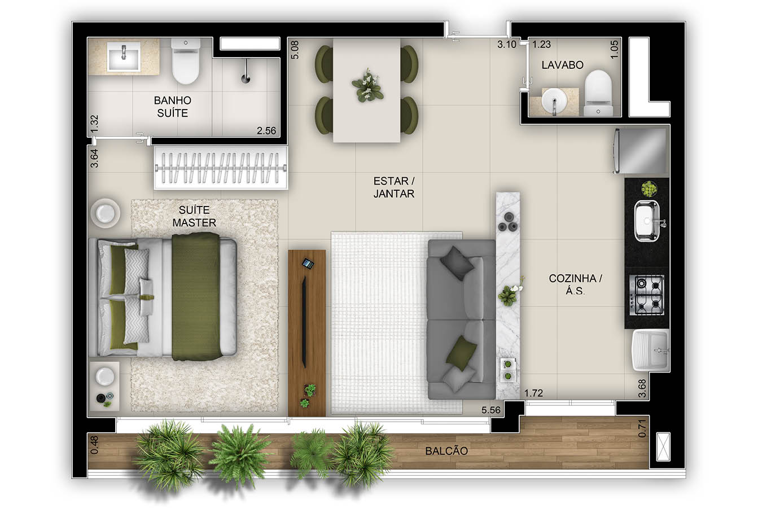 5.08
3.10
1.23
1.05
LAVABO
BANHO
SUÍTE
1.32
2.56
3.64
ESTAR /
JANTAR
SUÍTE
MASTER
COZINHA /
Á.S.
1.72
3.68
5.56
0.48
BALCÃO
0.71